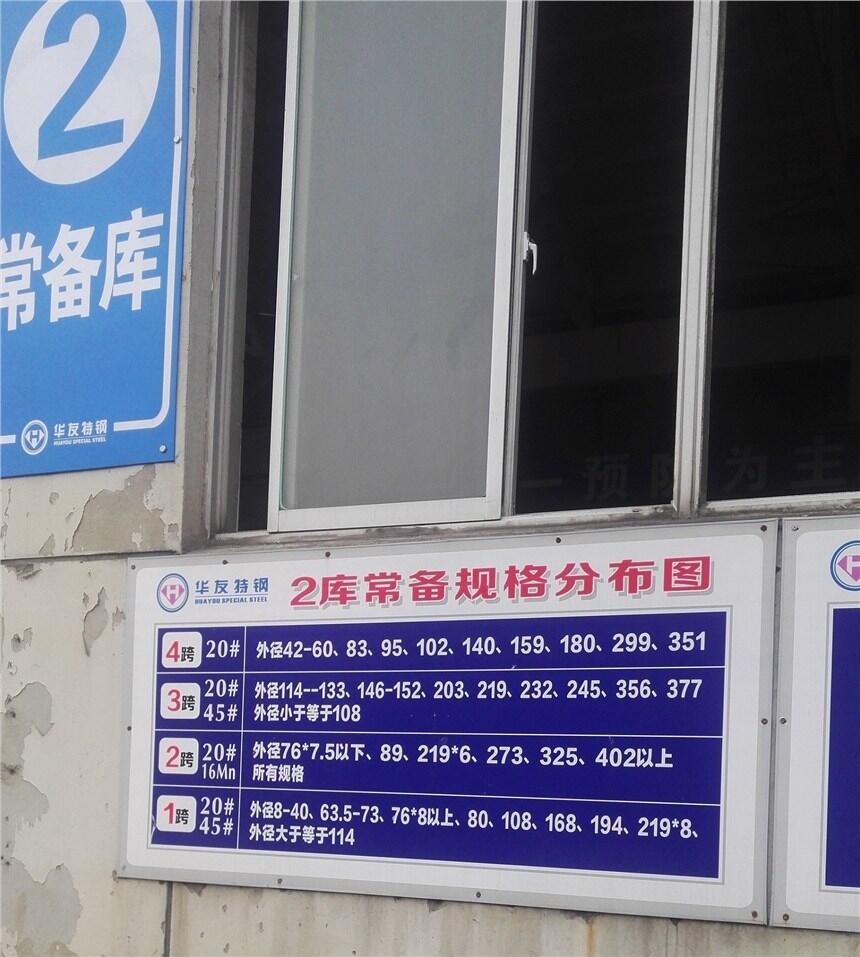 2
常备库
华友特钢
HUAYOU SPECIAL STEEL
一预防为主
华友特钢
HUAYOU SPECIAL STEEL
2库常备规格分布图
4跨 20# 外径42-60、83、95、102、140、159、180、299、351
3跨 20# 外径114--133、146-152、203、219、232、245、356、377
45# 外径小于等于108
2跨 20# 外径76*7.5以下、89、219*6、273、325、402以上
16Mn 所有规格
1跨 20# 外径8-40、63.5-73、76*8以上、80、108、168、194、219*8、
45# 外径大于等于114
H